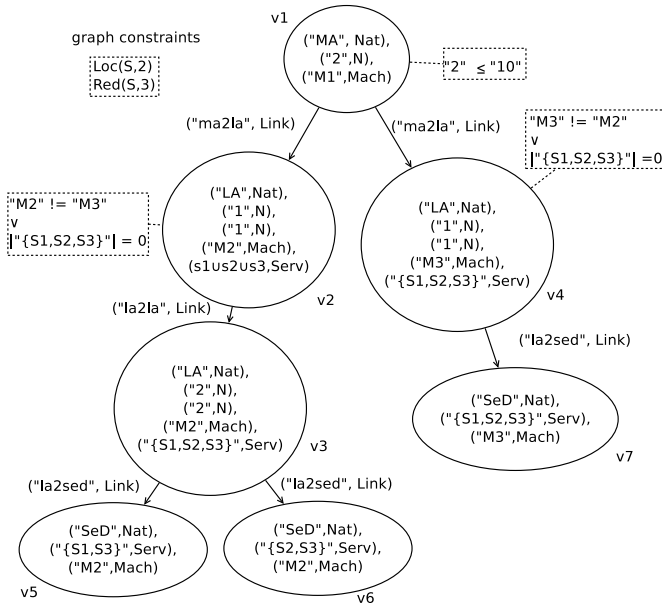 v1
graph constraints
Loc(S,2)
Red(S,3)
("MA", Nat),
("2",N),
("M1",Mach)
"2" ≤ "10"
("ma2la", Link)
("ma2la", Link)
"M3" != "M2"
∨
|"{S1,S2,S3}"| =0
"M2" != "M3"
∨
|"{S1,S2,S3}"| = 0
("LA",Nat),
("1",N),
("1",N),
("M2",Mach),
(s1∪s2∪s3,Serv)
v2
("LA",Nat),
("1",N),
("1",N),
("M3",Mach),
("{S1,S2,S3}",Serv)
v4
("la2la", Link)
("la2sed", Link)
("LA",Nat),
("2",N),
("2",N),
("M2",Mach),
("{S1,S2,S3}",Serv)
v3
("SeD",Nat),
("{S1,S2,S3}",Serv),
("M3",Mach)
v7
("la2sed", Link)
("la2sed", Link)
("SeD",Nat),
("{S1,S3}",Serv),
("M2",Mach)
v5
("SeD",Nat),
("{S2,S3}",Serv),
("M2",Mach)
v6